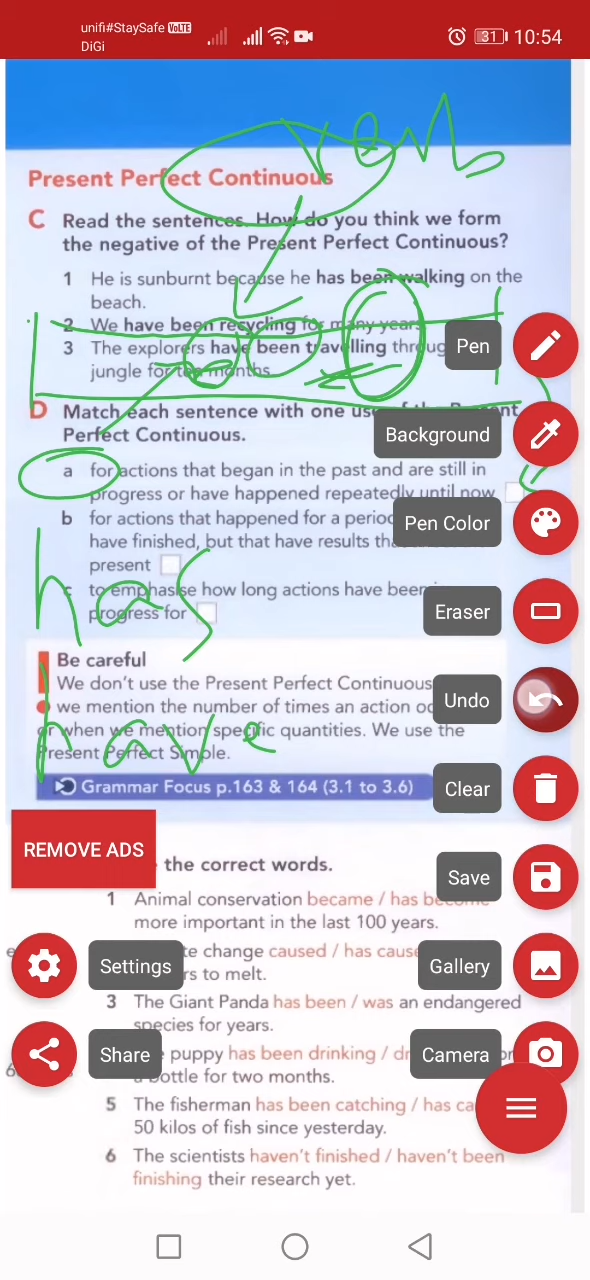 unifi#StaySafe VoLTE
DiGi
31 10:54
verb
Present Perfect Continuous
C Read the sentences. How do you think we form
the negative of the Present Perfect Continuous?
1 He is sunburnt because he has been walking on the
beach.
2 We have been recycling for many years
3 The explorers have been travelling throug
jungle for ten months
Pen
D Match each sentence with one use of the Present
Perfect Continuous.
Background
a for actions that began in the past and are still in
progress or have happened repeatedly until now
b for actions that happened for a period
have finished, but that have results tha
present
Pen Color
has
c to emphasise how long actions have been
progress for
Eraser
Be careful
We don't use the Present Perfect Continuous
we mention the number of times an action oc
or when we mention specific quantities. We use the
Present Perfect Simple.
Undo
have
Grammar Focus p.163 & 164 (3.1 to 3.6)
Clear
REMOVE ADS
the correct words.
Save
1 Animal conservation became / has become
more important in the last 100 years.
te change caused / has cause
rs to melt.
Settings
Gallery
3 The Giant Panda has been / was an endangered
species for years.
puppy has been drinking / dr
a bottle for two months.
Share
Camera
5 The fisherman has been catching / has ca
50 kilos of fish since yesterday.
6 The scientists haven't finished / haven't been
finishing their research yet.